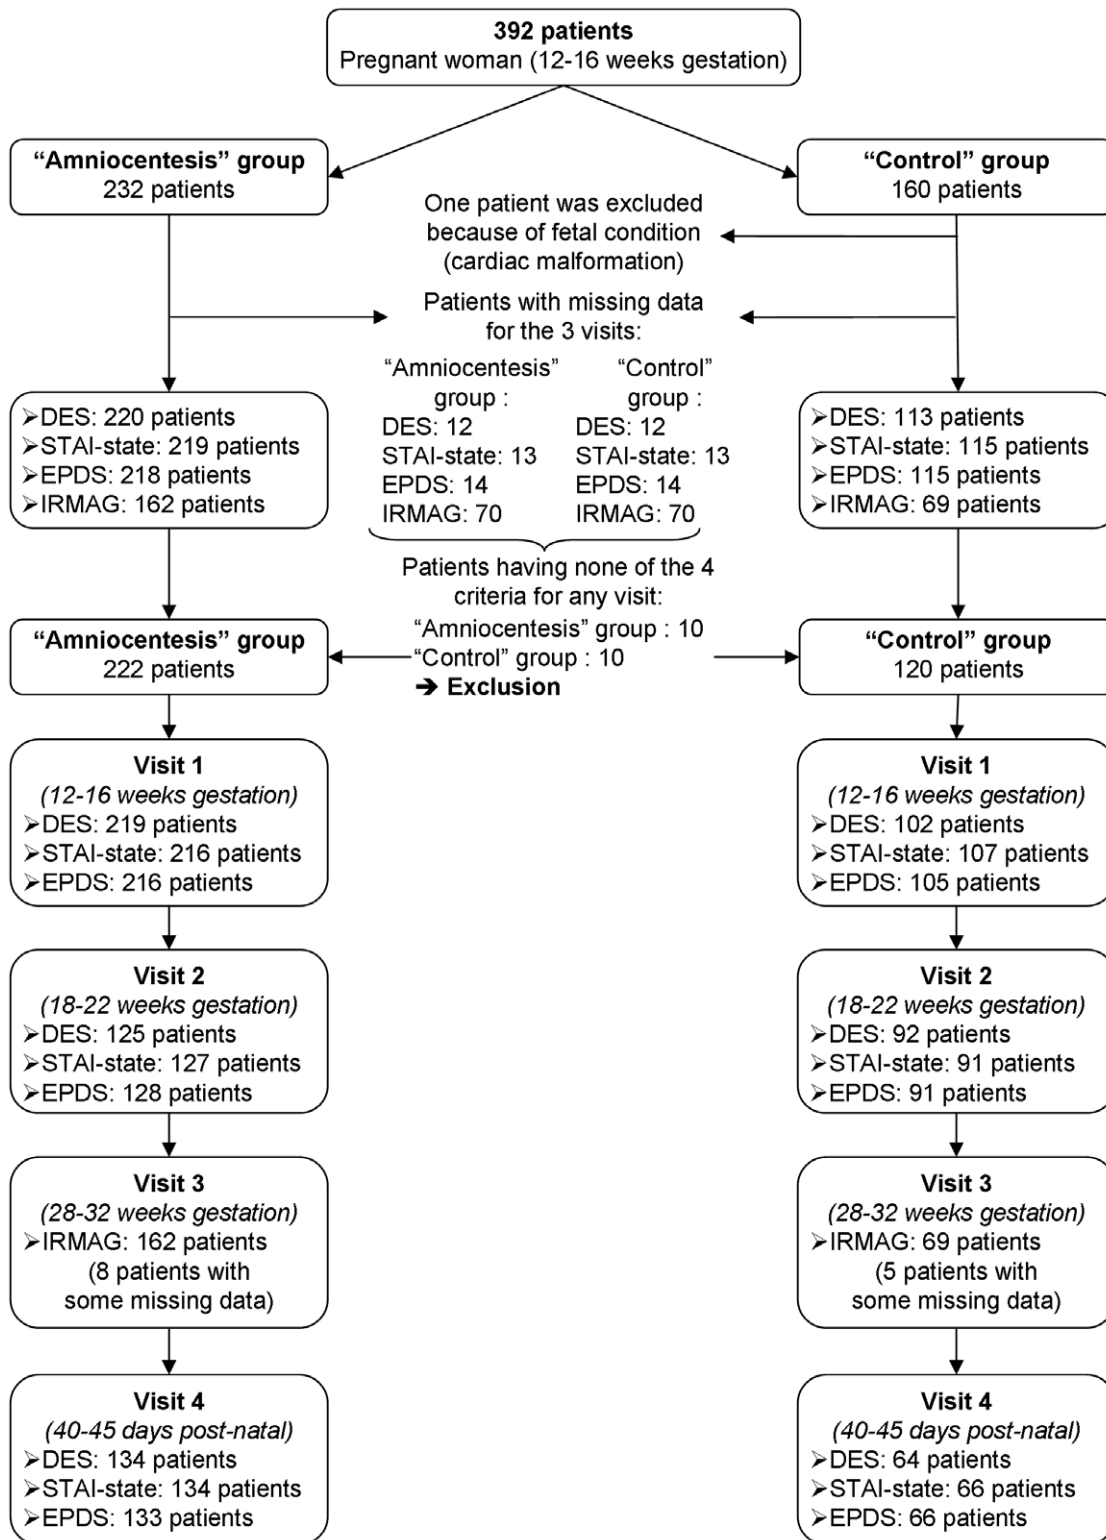 392 patients
Pregnant woman (12-16 weeks gestation)
“Amniocentesis” group
232 patients
“Control” group
160 patients
One patient was excluded
because of fetal condition
(cardiac malformation)
Patients with missing data
for the 3 visits:
“Amniocentesis”
group :
DES: 12
STAI-state: 13
EPDS: 14
IRMAG: 70
“Control”
group :
DES: 12
STAI-state: 13
EPDS: 14
IRMAG: 70
➢DES: 220 patients
➢STAI-state: 219 patients
➢EPDS: 218 patients
➢IRMAG: 162 patients
➢DES: 113 patients
➢STAI-state: 115 patients
➢EPDS: 115 patients
➢IRMAG: 69 patients
Patients having none of the 4
criteria for any visit:
“Amniocentesis” group : 10
“Control” group : 10
➔ Exclusion
“Amniocentesis” group
222 patients
“Control” group
120 patients
Visit 1
(12-16 weeks gestation)
➢DES: 219 patients
➢STAI-state: 216 patients
➢EPDS: 216 patients
Visit 1
(12-16 weeks gestation)
➢DES: 102 patients
➢STAI-state: 107 patients
➢EPDS: 105 patients
Visit 2
(18-22 weeks gestation)
➢DES: 125 patients
➢STAI-state: 127 patients
➢EPDS: 128 patients
Visit 2
(18-22 weeks gestation)
➢DES: 92 patients
➢STAI-state: 91 patients
➢EPDS: 91 patients
Visit 3
(28-32 weeks gestation)
➢IRMAG: 162 patients
(8 patients with
some missing data)
Visit 3
(28-32 weeks gestation)
➢IRMAG: 69 patients
(5 patients with
some missing data)
Visit 4
(40-45 days post-natal)
➢DES: 134 patients
➢STAI-state: 134 patients
➢EPDS: 133 patients
Visit 4
(40-45 days post-natal)
➢DES: 64 patients
➢STAI-state: 66 patients
➢EPDS: 66 patients